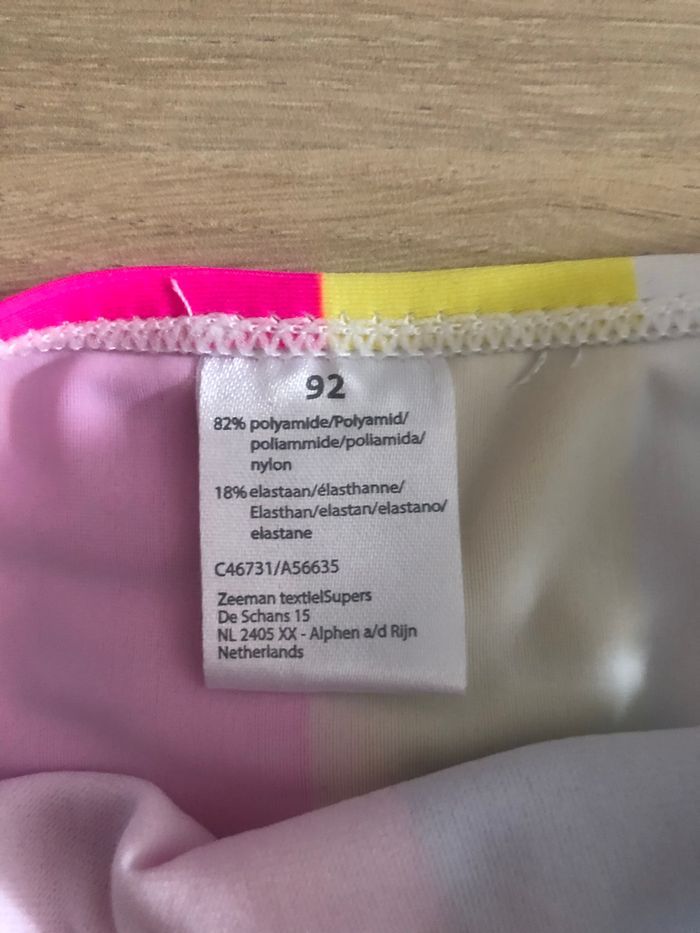 92
82% polyamide/Polyamid/
poliammide/poliamida/
nylon
18% elastaan/élasthanne/
Elasthan/elastan/elastano/
elastane
C46731/A56635
Zeeman textielSupers
De Schans 15
NL 2405 XX - Alphen a/d Rijn
Netherlands